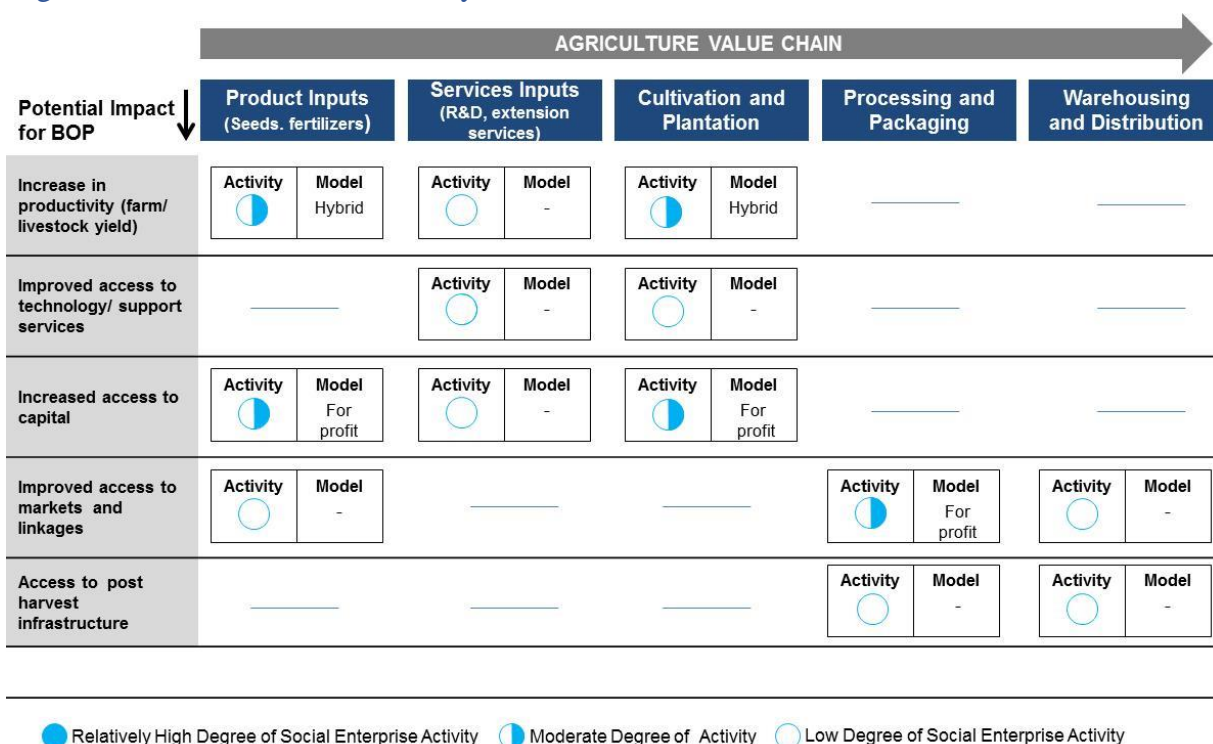 AGRICULTURE VALUE CHAIN
Potential Impact
for BOP
Product Inputs
(Seeds. fertilizers)
Services Inputs
(R&D, extension
services)
Cultivation and
Plantation
Processing and
Packaging
Warehousing
and Distribution
Increase in
productivity (farm/
livestock yield)
Activity Model
Hybrid
Activity Model
-
Activity Model
Hybrid
Improved access to
technology/ support
services
Activity Model
-
Activity Model
-
Increased access to
capital
Activity Model
For
profit
Activity Model
-
Activity Model
For
profit
Improved access to
markets and
linkages
Activity Model
-
Activity Model
For
profit
Activity Model
-
Access to post
harvest
infrastructure
Activity Model
-
Activity Model
-
Relatively High Degree of Social Enterprise Activity Moderate Degree of Activity Low Degree of Social Enterprise Activity